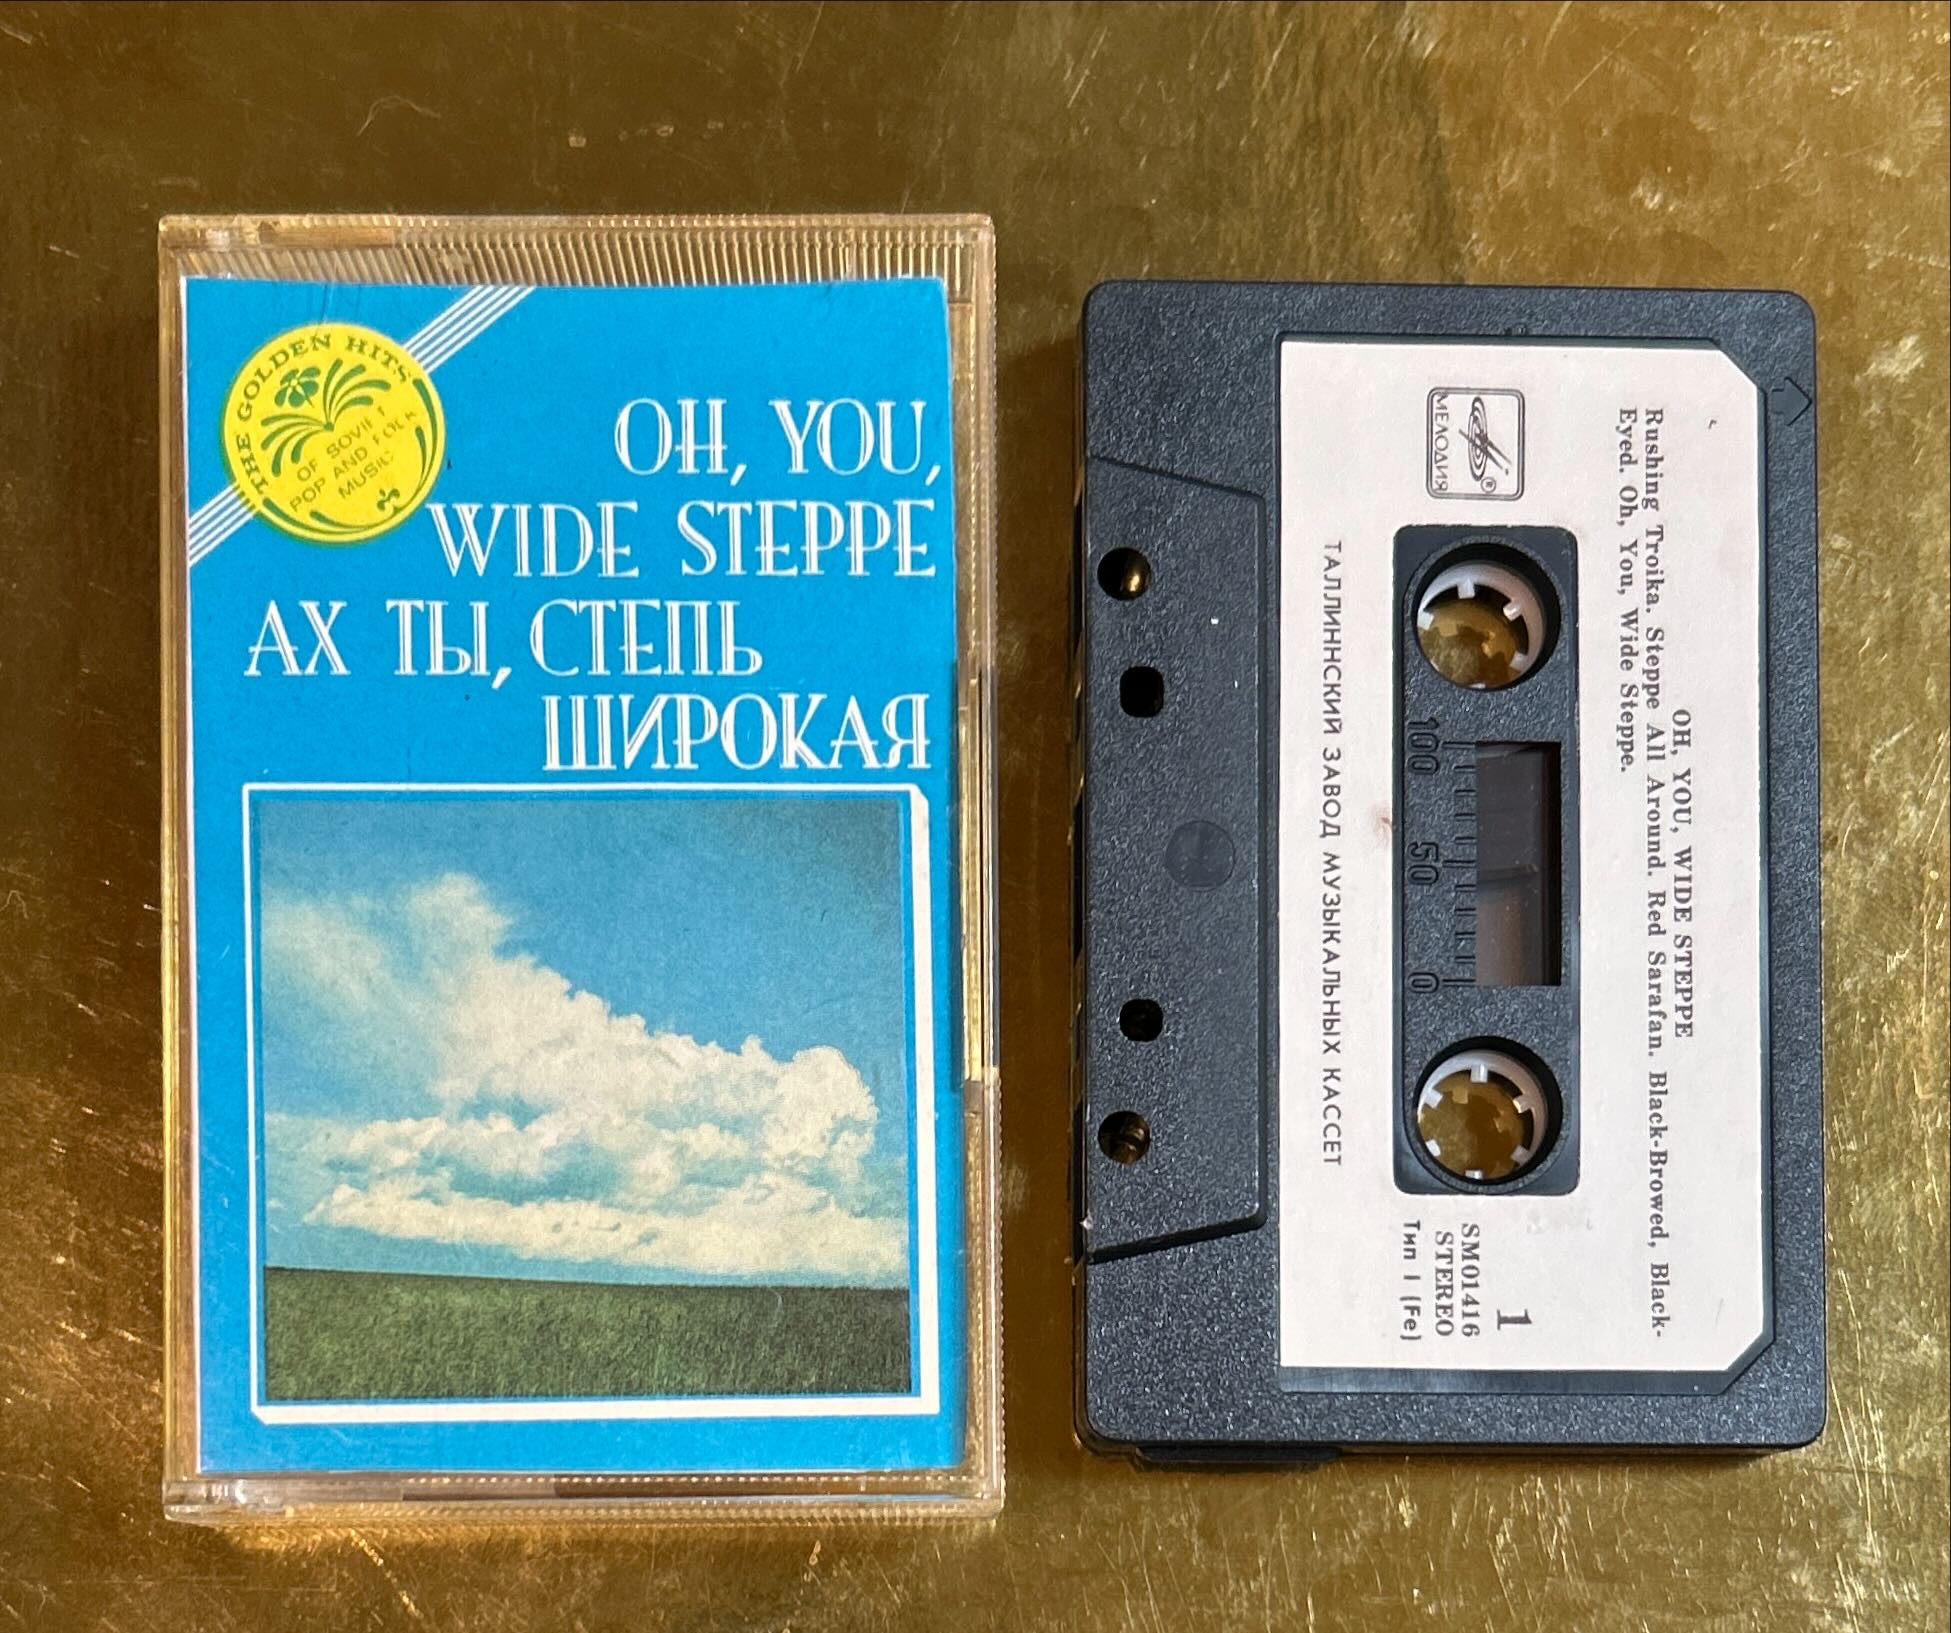 THE GOLDEN HITS
OF SOVIET
POP AND FOLK
MUSIC
OH, YOU,
WIDE STEPPE
АХ ТЫ, СТЕПЬ
ШИРОКАЯ
OH, YOU, WIDE STEPPE
Rushing Troika. Steppe All Around. Red Sarafan. Black-Browed, Black-
Eyed. Oh, You, Wide Steppe.
МЕЛОДИЯ
®
1
SM01416
STEREO
Тип I (Fe)
100 50 0
ТАЛЛИННСКИЙ ЗАВОД МУЗЫКАЛЬНЫХ КАССЕТ